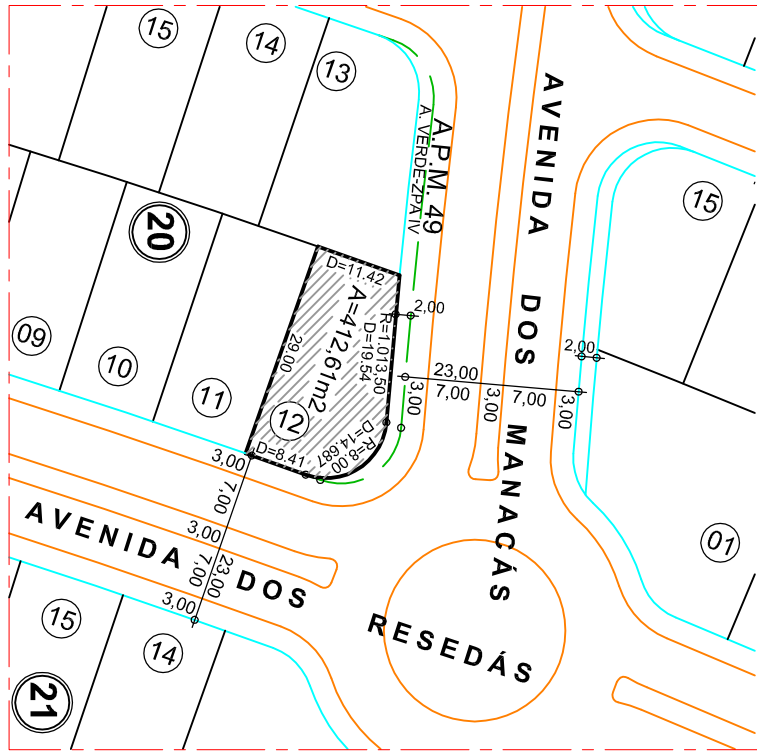 15
14
13
A.P.M. 49
A. VERDE-ZPA IV
AVENIDA DOS MANACÁS
15
20
D=11.42
A=412,61m2
R=1.013,50
D=19.54
29.00
2,00
2,00
23,00
7,00
7,00
3,00
3,00
3,00
09
10
11
12
D=14.687
R=8.00
D=8.41
3,00
7,00
3,00
23,00
7,00
3,00
AVENIDA DOS RESEDÁS
01
15
14
21